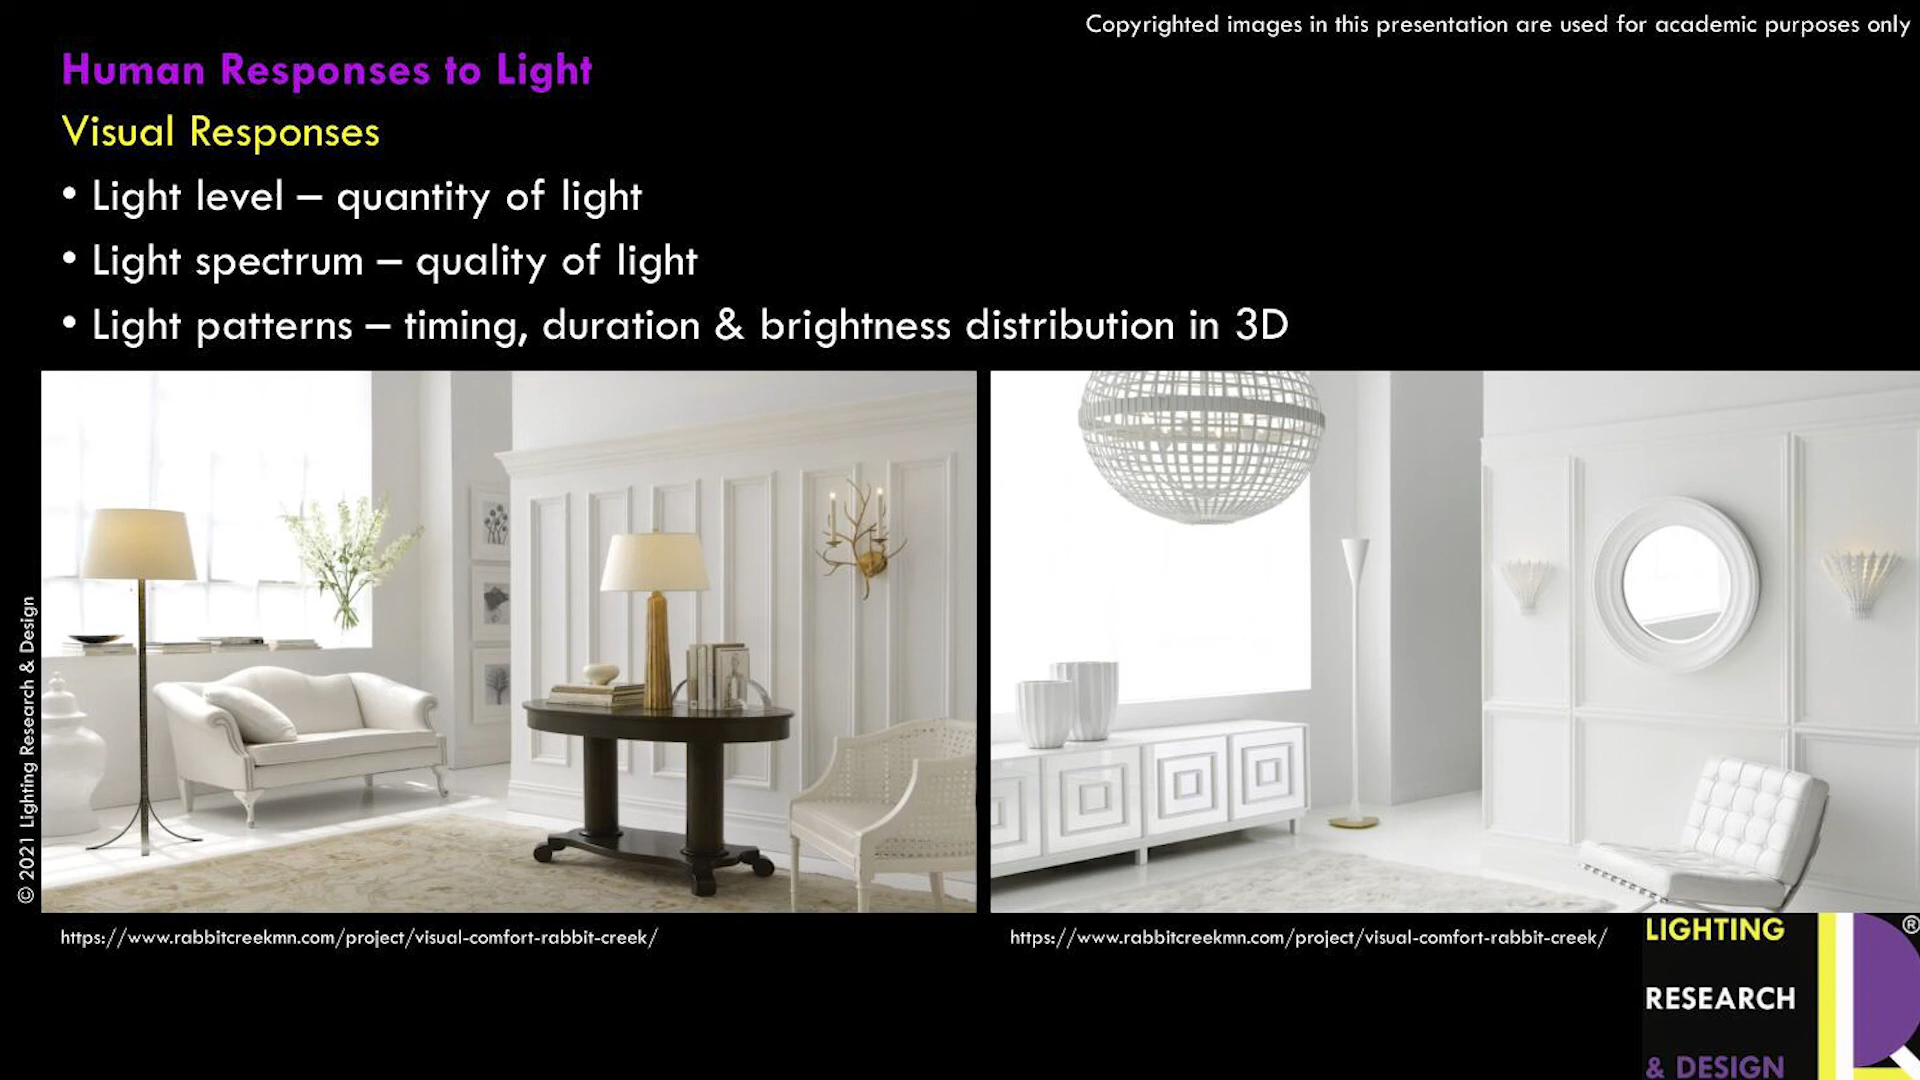 Copyrighted images in this presentation are used for academic purposes only
Human Responses to Light
Visual Responses
• Light level – quantity of light
• Light spectrum – quality of light
• Light patterns – timing, duration & brightness distribution in 3D
© 2021 Lighting Research & Design
https://www.rabbitcreekmn.com/project/visual-comfort-rabbit-creek/
https://www.rabbitcreekmn.com/project/visual-comfort-rabbit-creek/
LIGHTING
RESEARCH
& DESIGN
®